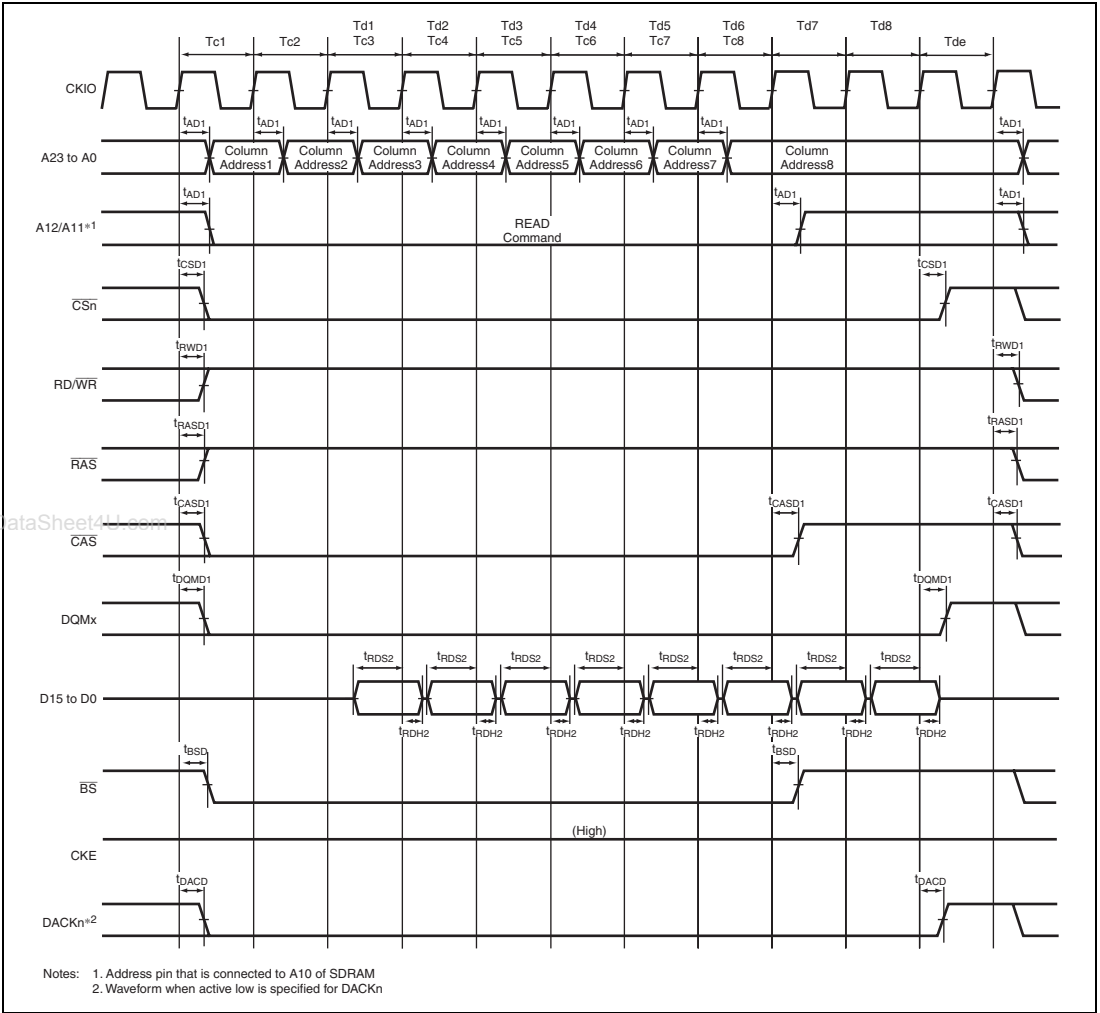 Td1 Td2 Td3 Td4 Td5 Td6 Td7 Td8
Tc1 Tc2 Tc3 Tc4 Tc5 Tc6 Tc7 Tc8 Tde
CKIO
tAD1 tAD1 tAD1 tAD1 tAD1 tAD1 tAD1 tAD1 tAD1
A23 to A0
Column Address1
Column Address2
Column Address3
Column Address4
Column Address5
Column Address6
Column Address7
Column Address8
tAD1 tAD1 tAD1
A12/A11*1
READ
Command
tCSD1 tCSD1
CSn
tRWD1 tRWD1
RD/WR
tRASD1 tRASD1
RAS
tCASD1 tCASD1 tCASD1
DataSheet4U.com
CAS
tDQMD1 tDQMD1
DQMx
tRDS2 tRDS2 tRDS2 tRDS2 tRDS2 tRDS2 tRDS2 tRDS2
D15 to D0
tRDH2 tRDH2 tRDH2 tRDH2 tRDH2 tRDH2 tRDH2 tRDH2
tBSD tBSD
BS
(High)
CKE
tDACD tDACD
DACKn*2
Notes: 1. Address pin that is connected to A10 of SDRAM
2. Waveform when active low is specified for DACKn